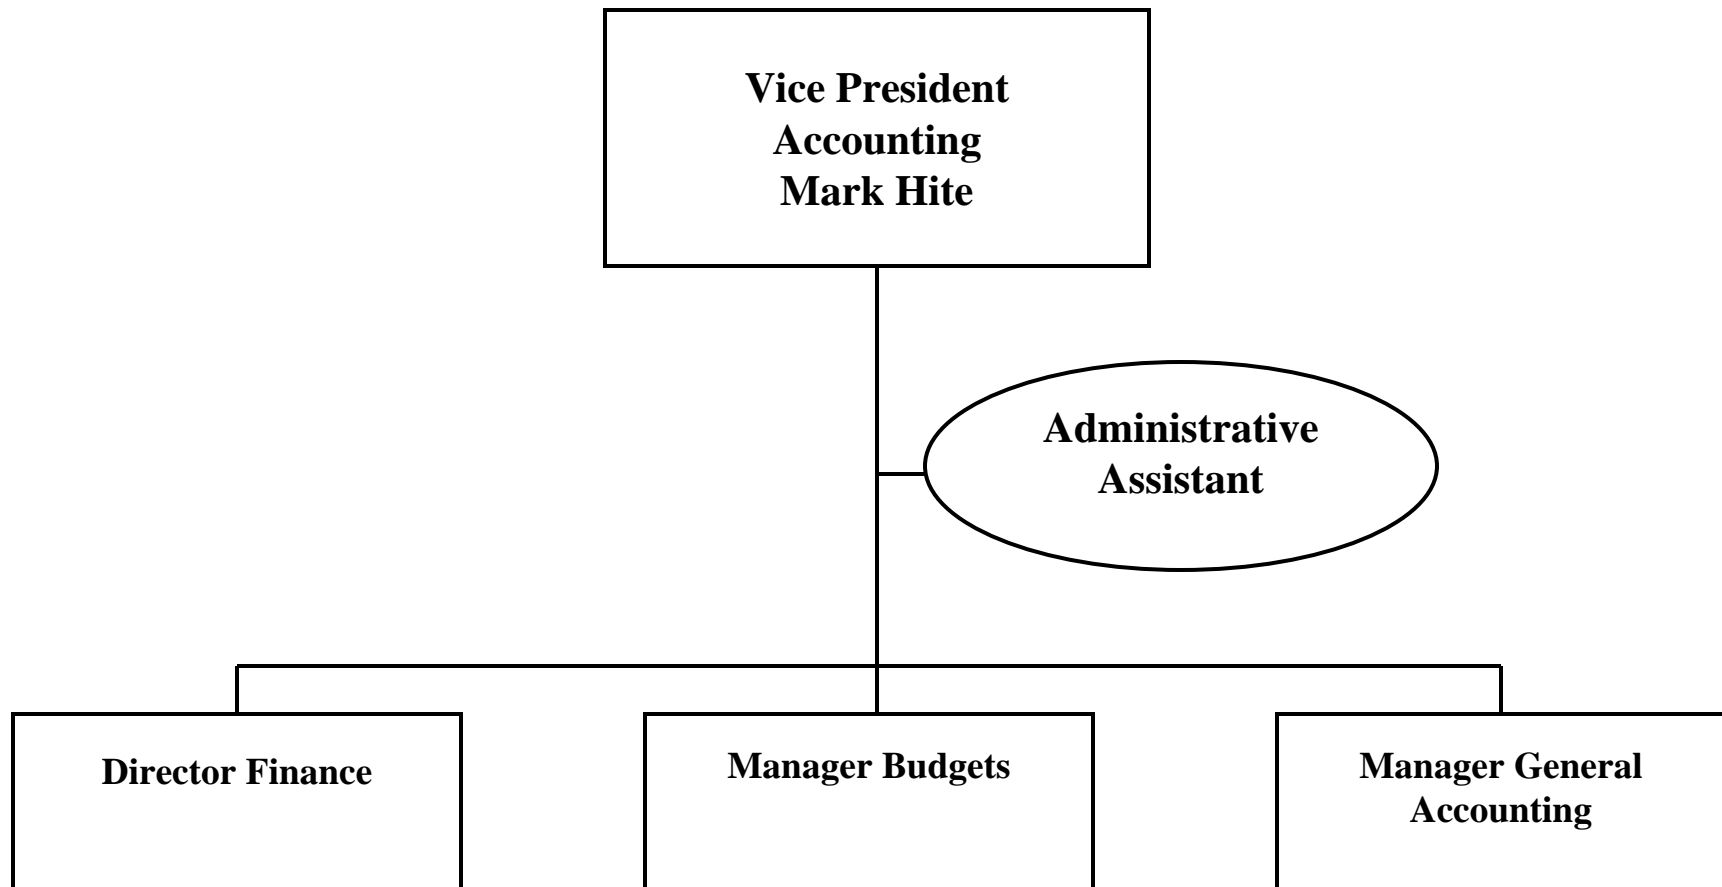 Vice President
Accounting
Mark Hite
Administrative
Assistant
Director Finance
Manager Budgets
Manager General
Accounting